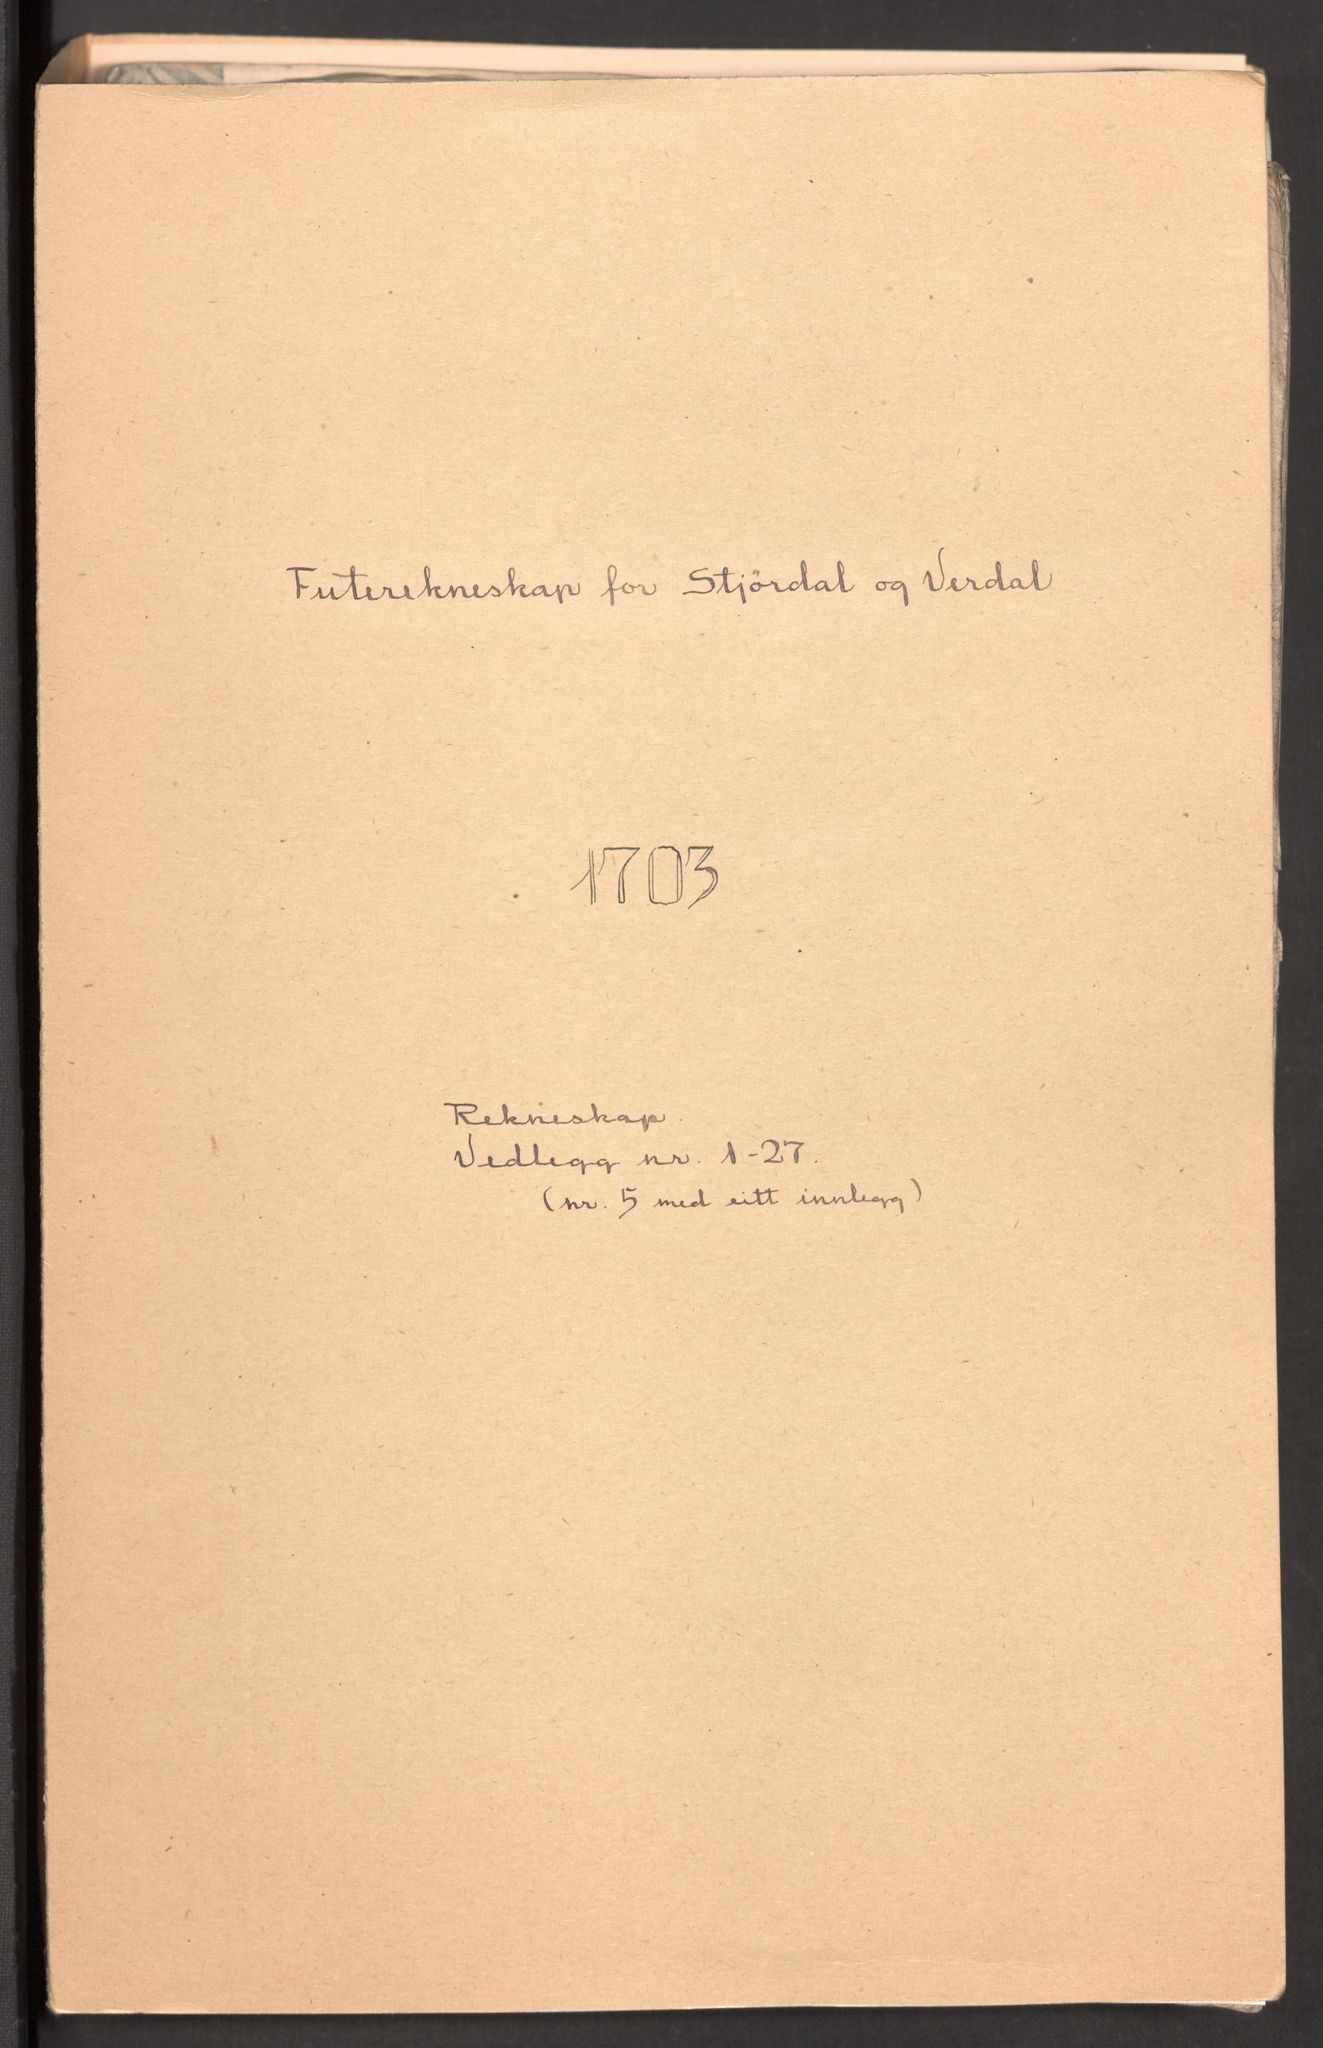 Futerekneskap for Stjördal og Verdal
1703
Rekneskap.
Vedlegg nr. 1-27.
(nr. 5 med eitt innlegg)